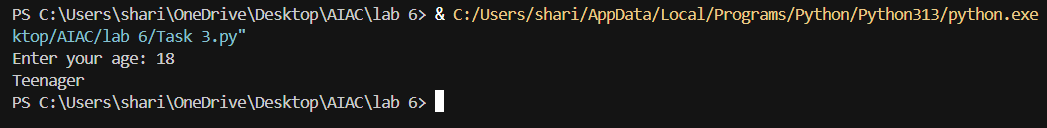 PS C:\Users\shari\OneDrive\Desktop\AIAC\lab 6> & C:/Users/shari/AppData/Local/Programs/Python/Python313/python.exe
ktop/AIAC/lab 6/Task 3.py"
Enter your age: 18
Teenager
PS C:\Users\shari\OneDrive\Desktop\AIAC\lab 6>